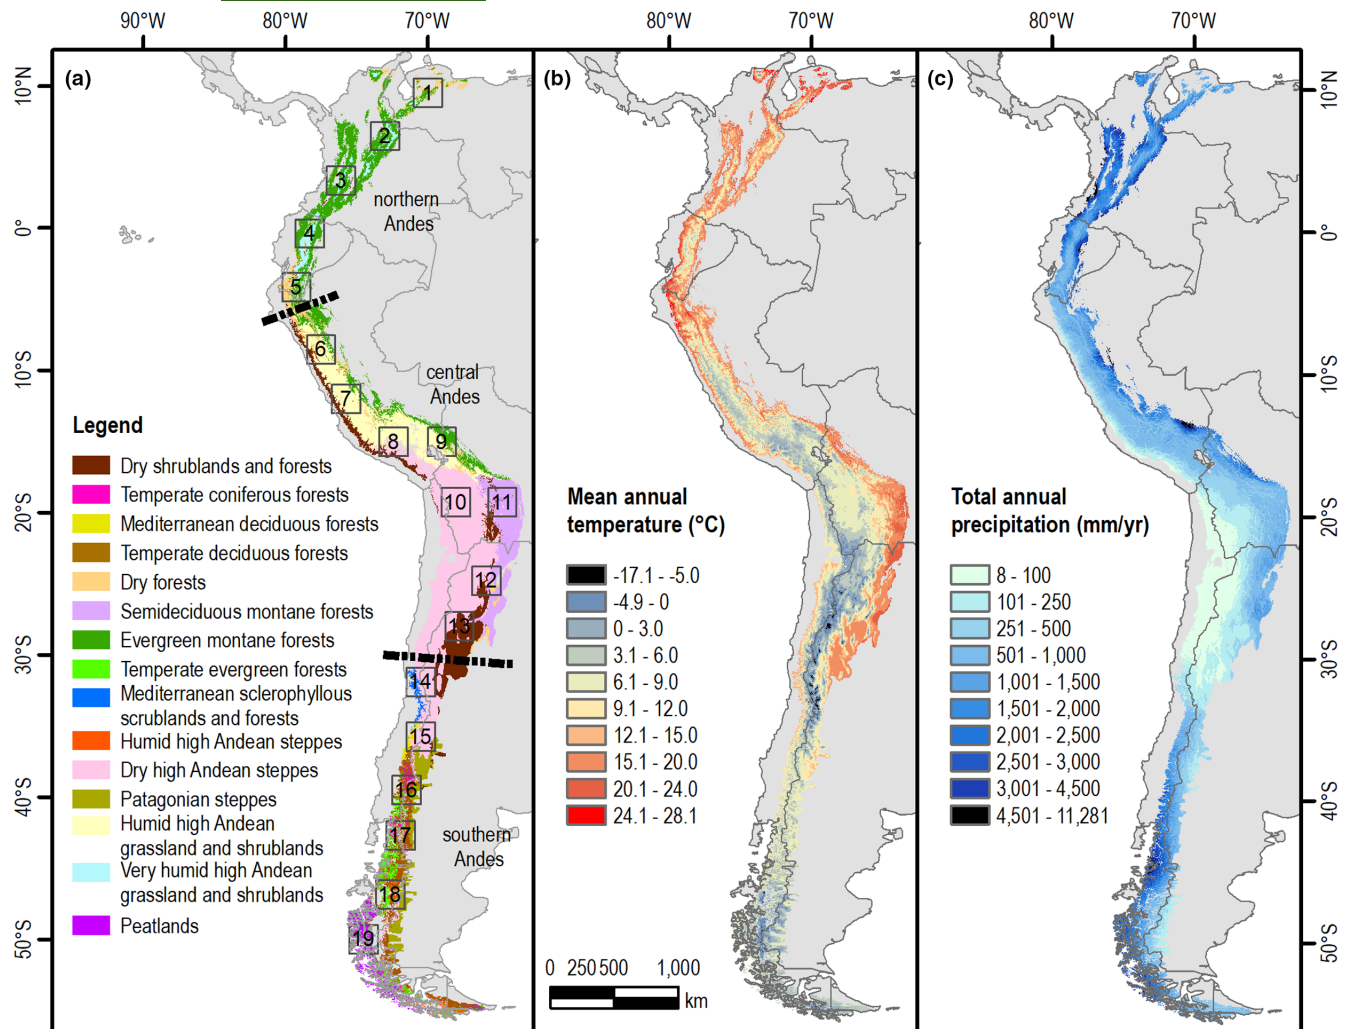 90°W 80°W 70°W 80°W 70°W 80°W 70°W
(a) (b) (c)
10°N
0°
10°S
20°S
30°S
40°S
50°S
1
2
3
northern
Andes
4
5
6
central
Andes
7
8
9
10
11
12
13
14
15
16
17
southern
Andes
18
19
Legend
Dry shrublands and forests
Temperate coniferous forests
Mediterranean deciduous forests
Temperate deciduous forests
Dry forests
Semideciduous montane forests
Evergreen montane forests
Temperate evergreen forests
Mediterranean sclerophyllous
scrublands and forests
Humid high Andean steppes
Dry high Andean steppes
Patagonian steppes
Humid high Andean
grassland and shrublands
Very humid high Andean
grassland and shrublands
Peatlands
Mean annual
temperature (°C)
-17.1 - -5.0
-4.9 - 0
0 - 3.0
3.1 - 6.0
6.1 - 9.0
9.1 - 12.0
12.1 - 15.0
15.1 - 20.0
20.1 - 24.0
24.1 - 28.1
0 250 500 1,000
km
Total annual
precipitation (mm/yr)
8 - 100
101 - 250
251 - 500
501 - 1,000
1,001 - 1,500
1,501 - 2,000
2,001 - 2,500
2,501 - 3,000
3,001 - 4,500
4,501 - 11,281
10°N
0°
10°S
20°S
30°S
40°S
50°S